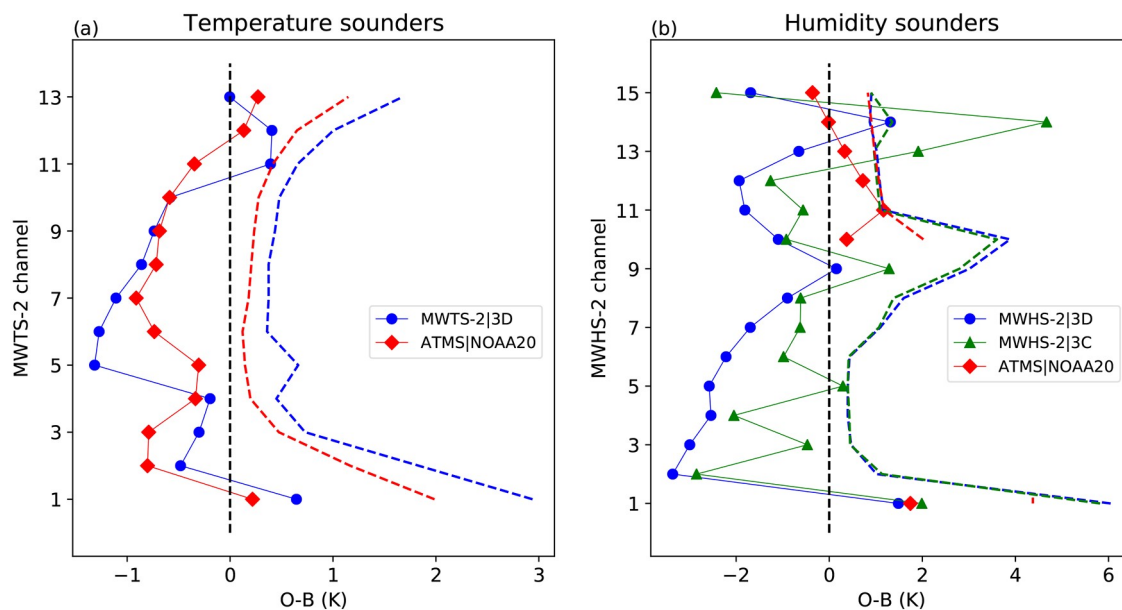 Temperature sounders
(a)
MWTS-2 channel
13
11
9
7
5
3
1
MWTS-2|3D
ATMS|NOAA20
−1
0
1
2
3
O-B (K)
Humidity sounders
(b)
MWHS-2 channel
15
13
11
9
7
5
3
1
MWHS-2|3D
MWHS-2|3C
ATMS|NOAA20
−2
0
2
4
6
O-B (K)